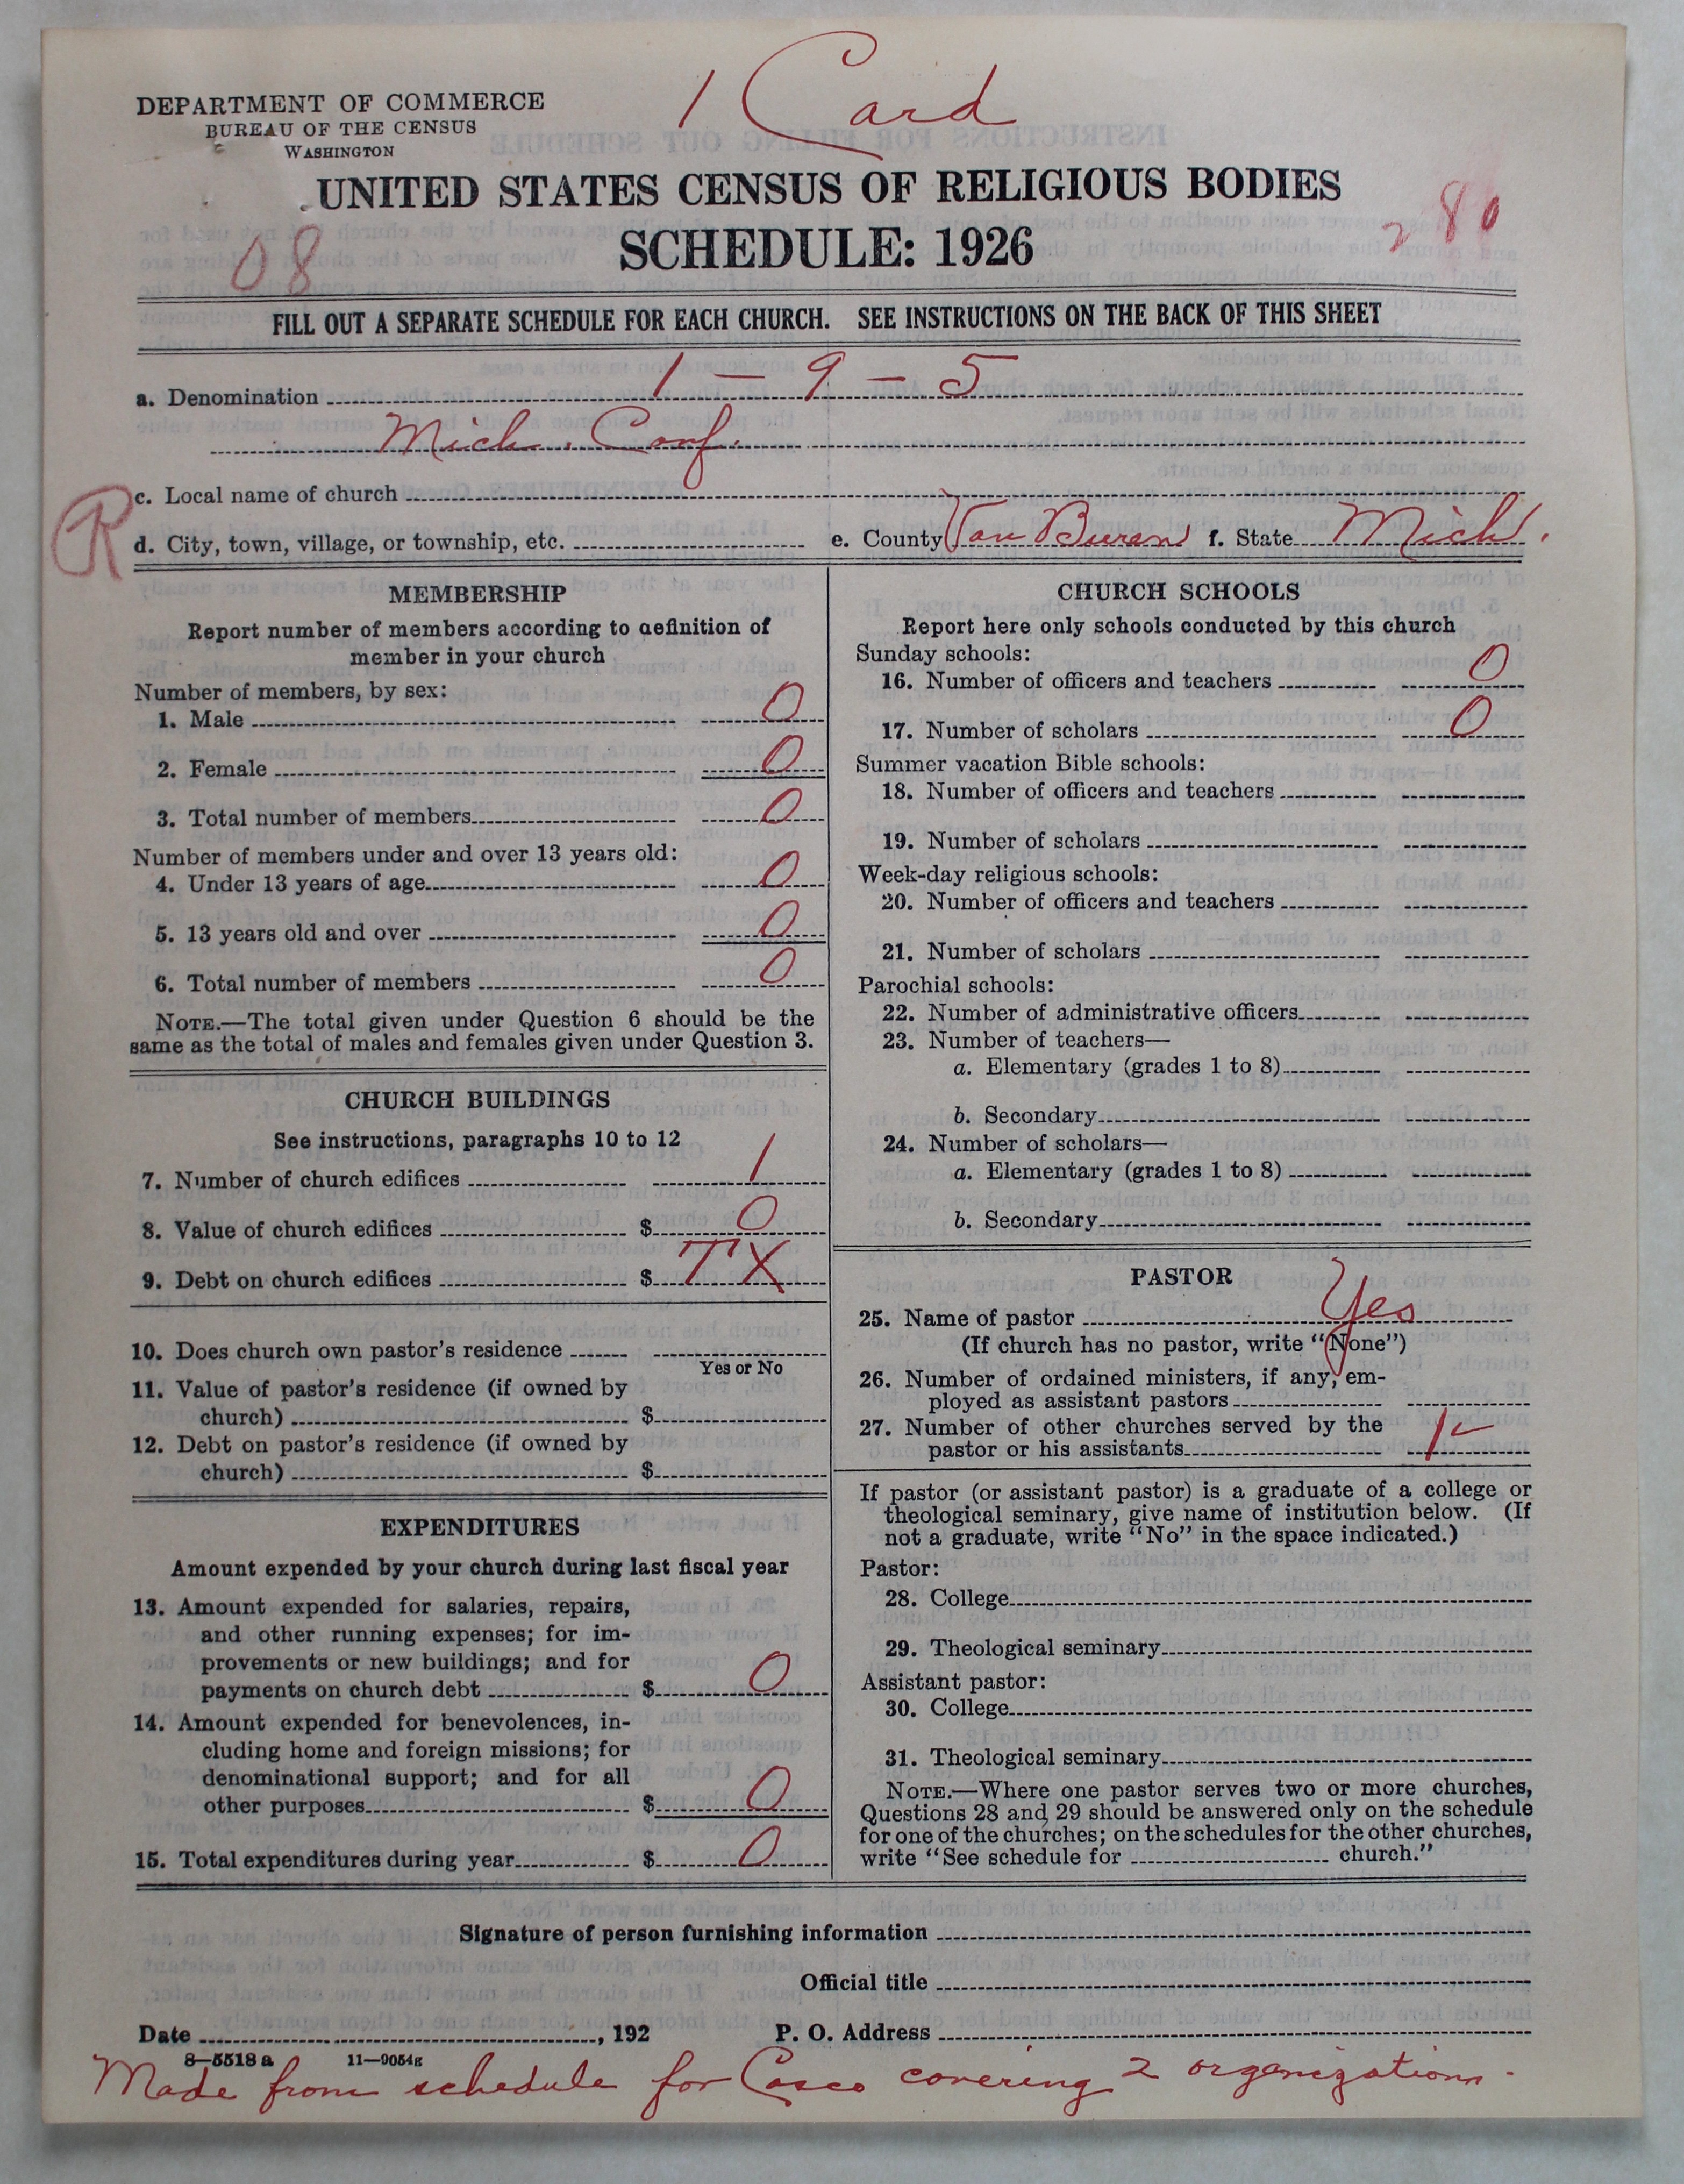 1 Card
DEPARTMENT OF COMMERCE
BUREAU OF THE CENSUS
WASHINGTON
UNITED STATES CENSUS OF RELIGIOUS BODIES
SCHEDULE: 1926
08
280
FILL OUT A SEPARATE SCHEDULE FOR EACH CHURCH. SEE INSTRUCTIONS ON THE BACK OF THIS SHEET
a. Denomination 1 – 9 – 5
Mich. Conf.
c. Local name of church
R
d. City, town, village, or township, etc. e. County Van Buren f. State Mich.
MEMBERSHIP
Report number of members according to definition of
member in your church
Number of members, by sex:
1. Male 0
2. Female 0
3. Total number of members 0
Number of members under and over 13 years old:
4. Under 13 years of age 0
5. 13 years old and over 0
6. Total number of members 0
NOTE.—The total given under Question 6 should be the
same as the total of males and females given under Question 3.
CHURCH BUILDINGS
See instructions, paragraphs 10 to 12
7. Number of church edifices 1
8. Value of church edifices $ 0
9. Debt on church edifices $ TX
10. Does church own pastor's residence
Yes or No
11. Value of pastor's residence (if owned by
church) $
12. Debt on pastor's residence (if owned by
church) $
EXPENDITURES
Amount expended by your church during last fiscal year
13. Amount expended for salaries, repairs,
and other running expenses; for im-
provements or new buildings; and for
payments on church debt $ 0
14. Amount expended for benevolences, in-
cluding home and foreign missions; for
denominational support; and for all
other purposes $ 0
15. Total expenditures during year $ 0
CHURCH SCHOOLS
Report here only schools conducted by this church
Sunday schools:
16. Number of officers and teachers 0
17. Number of scholars 0
Summer vacation Bible schools:
18. Number of officers and teachers
19. Number of scholars
Week-day religious schools:
20. Number of officers and teachers
21. Number of scholars
Parochial schools:
22. Number of administrative officers
23. Number of teachers—
a. Elementary (grades 1 to 8)
b. Secondary
24. Number of scholars—
a. Elementary (grades 1 to 8)
b. Secondary
PASTOR
25. Name of pastor Yes
(If church has no pastor, write "None")
26. Number of ordained ministers, if any, em-
ployed as assistant pastors
27. Number of other churches served by the
pastor or his assistants 1
If pastor (or assistant pastor) is a graduate of a college or
theological seminary, give name of institution below. (If
not a graduate, write "No" in the space indicated.)
Pastor:
28. College
29. Theological seminary
Assistant pastor:
30. College
31. Theological seminary
NOTE.—Where one pastor serves two or more churches,
Questions 28 and 29 should be answered only on the schedule
for one of the churches; on the schedules for the other churches,
write "See schedule for church."
Signature of person furnishing information
Official title
Date , 192 P. O. Address
8—5518 a 11—9054g
Made from schedule for Casco covering 2 organizations.